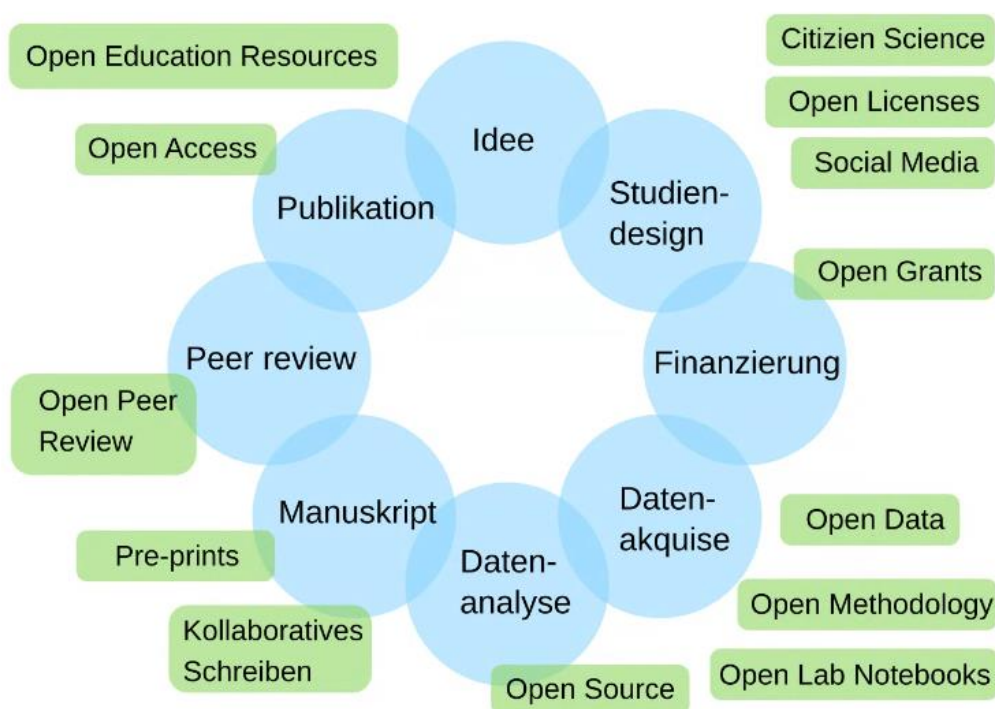 Open Education Resources
Citizien Science
Open Licenses
Open Access
Idee
Social Media
Publikation
Studien-
design
Open Grants
Peer review
Finanzierung
Open Peer
Review
Manuskript
Daten-
akquise
Open Data
Pre-prints
Daten-
analyse
Open Methodology
Kollaboratives
Schreiben
Open Source
Open Lab Notebooks